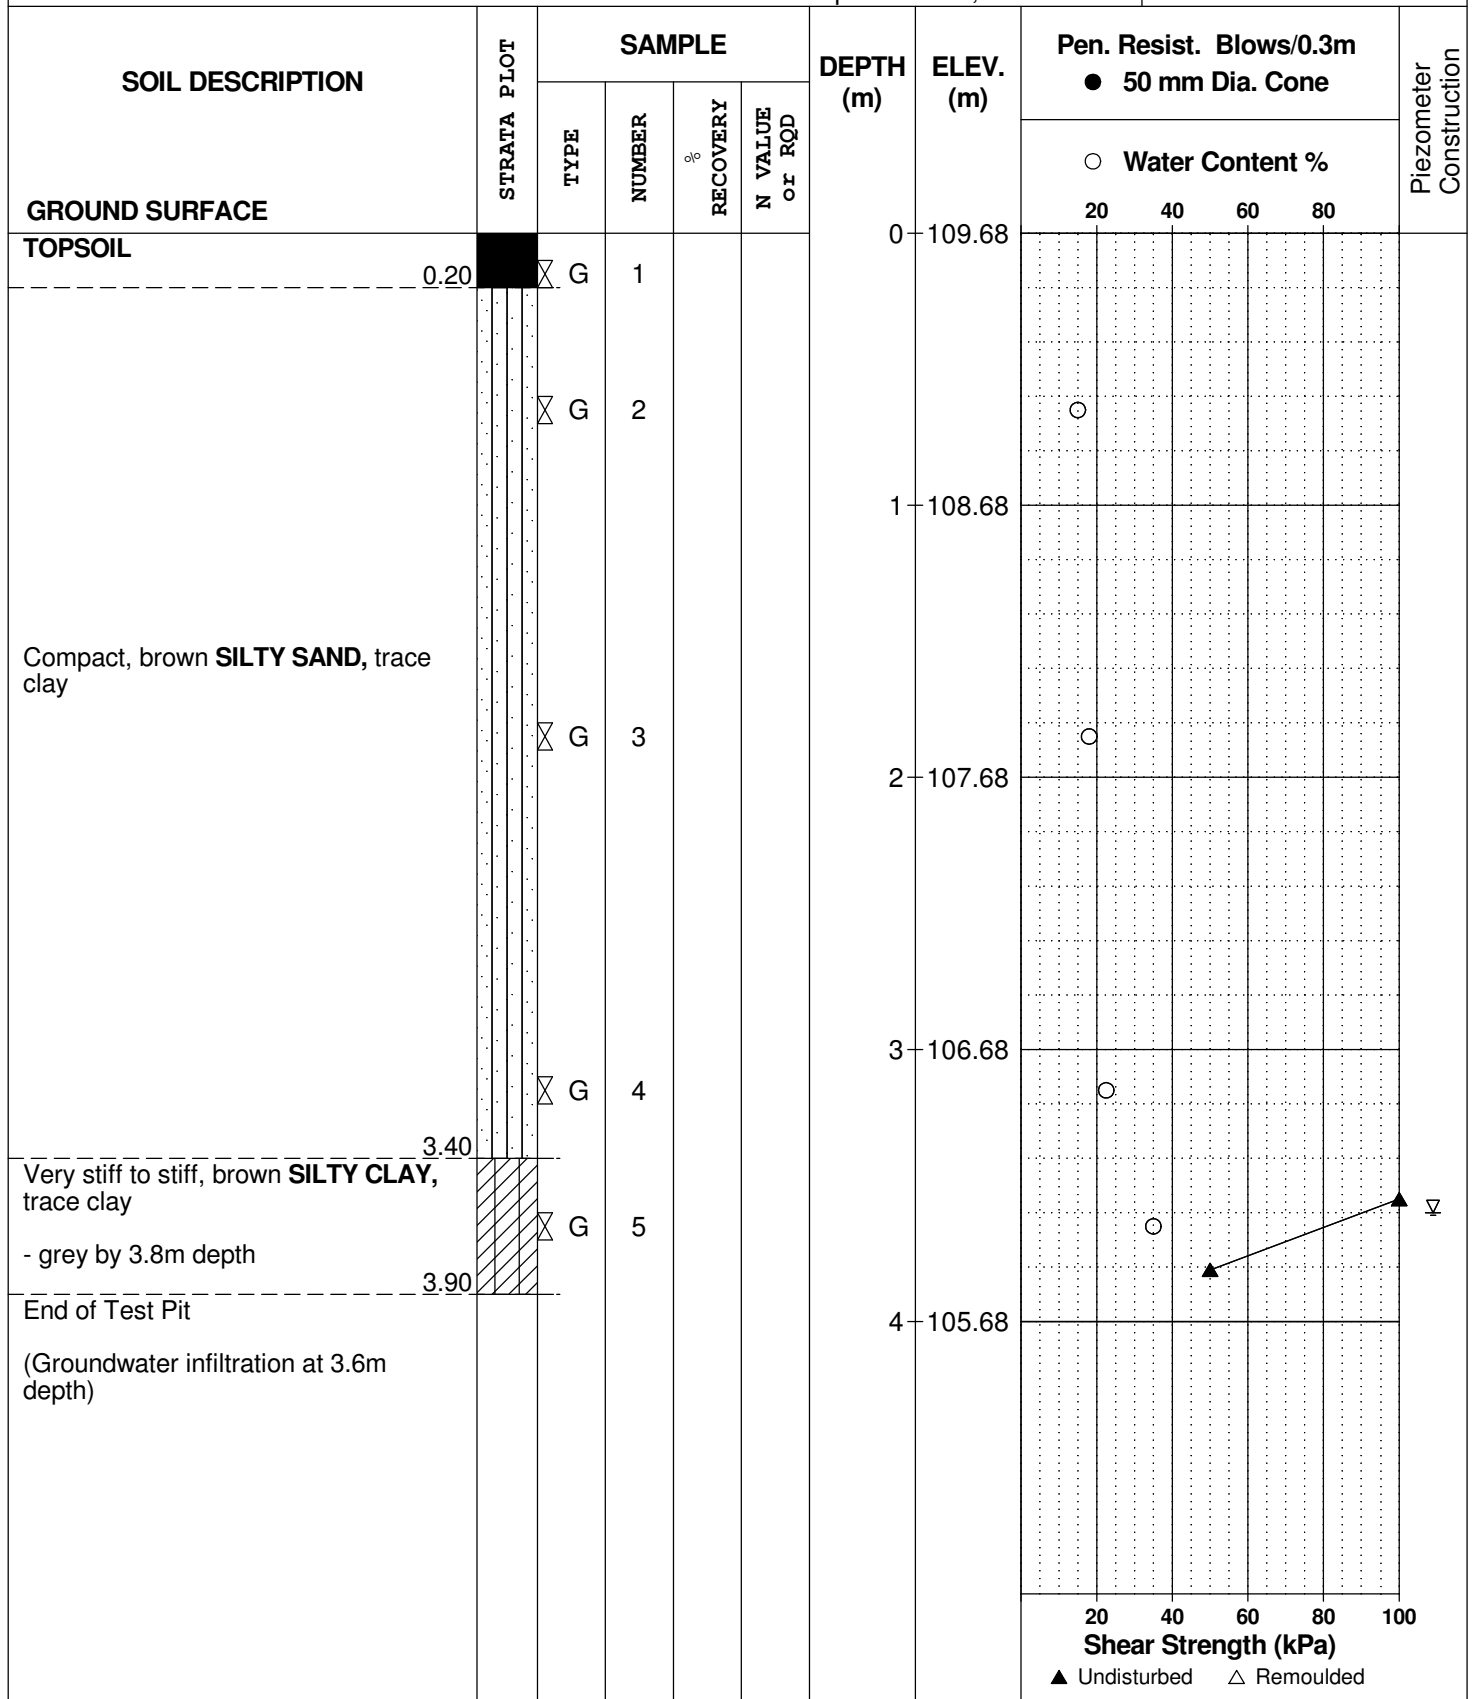 SOIL DESCRIPTION
GROUND SURFACE
STRATA PLOT
SAMPLE
TYPE
NUMBER
%
RECOVERY
N VALUE
or RQD
DEPTH
(m)
ELEV.
(m)
Pen. Resist. Blows/0.3m
● 50 mm Dia. Cone
○ Water Content %
20 40 60 80
Piezometer
Construction
TOPSOIL
0.20
G 1
0 109.68
G 2
1 108.68
Compact, brown SILTY SAND, trace
clay
G 3
2 107.68
3 106.68
G 4
3.40
Very stiff to stiff, brown SILTY CLAY,
trace clay
G 5
- grey by 3.8m depth
3.90
End of Test Pit
4 105.68
(Groundwater infiltration at 3.6m
depth)
20 40 60 80 100
Shear Strength (kPa)
▲ Undisturbed △ Remoulded